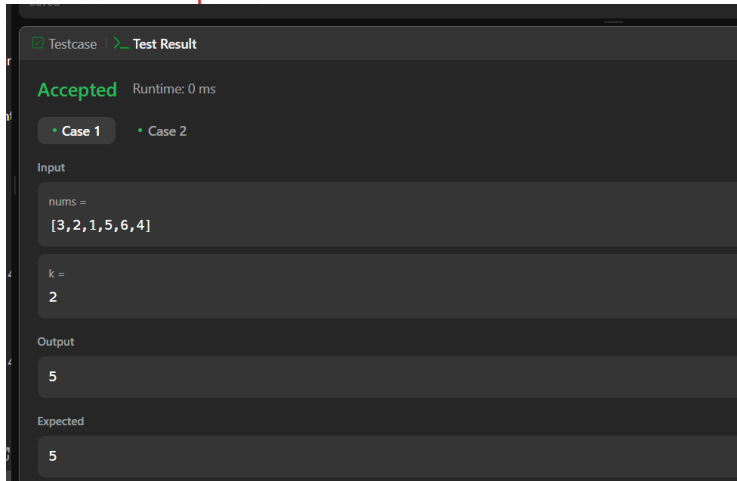 Testcase | >_ Test Result
Accepted Runtime: 0 ms
• Case 1 • Case 2
Input
nums =
[3,2,1,5,6,4]
k =
2
Output
5
Expected
5